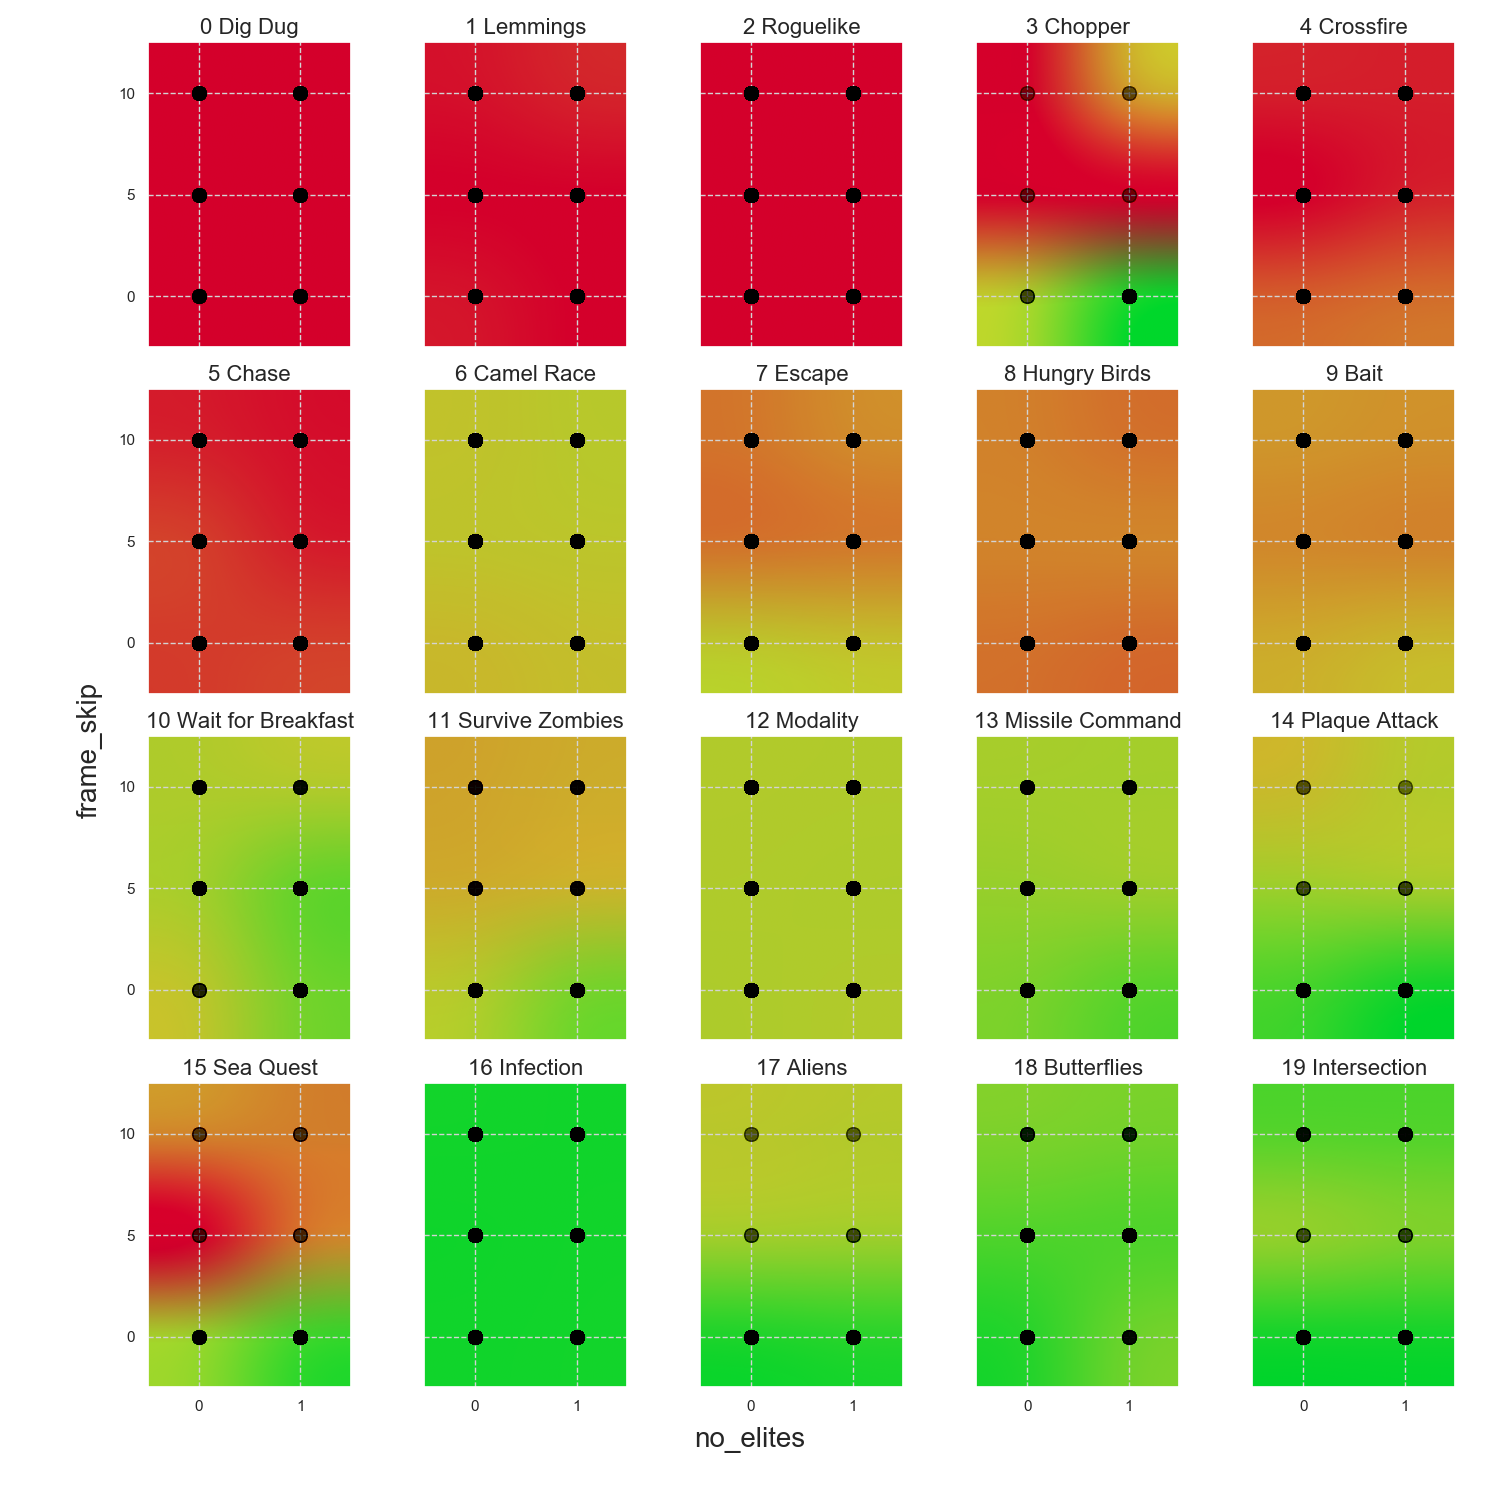 0 Dig Dug 1 Lemmings 2 Roguelike 3 Chopper 4 Crossfire
10
5
0
5 Chase 6 Camel Race 7 Escape 8 Hungry Birds 9 Bait
10
5
0
frame_skip
10 Wait for Breakfast 11 Survive Zombies 12 Modality 13 Missile Command 14 Plaque Attack
10
5
0
15 Sea Quest 16 Infection 17 Aliens 18 Butterflies 19 Intersection
10
5
0
0 1 0 1 0 1 0 1 0 1
no_elites